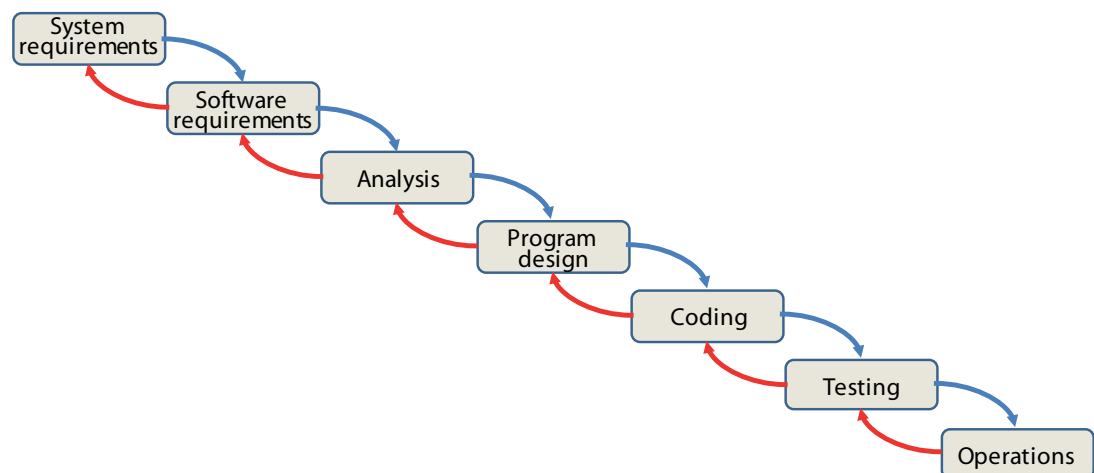 System
requirements
Software
requirements
Analysis
Program
design
Coding
Testing
Operations